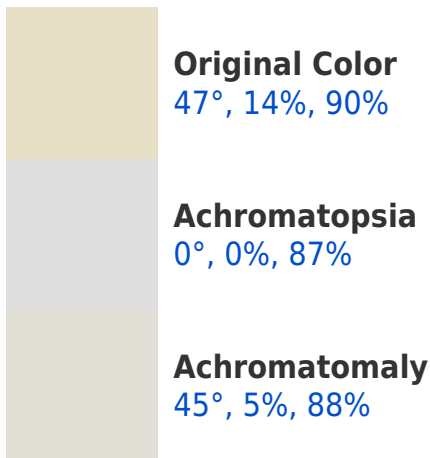 Original Color
47°, 14%, 90%
Achromatopsia
0°, 0%, 87%
Achromatomaly
45°, 5%, 88%